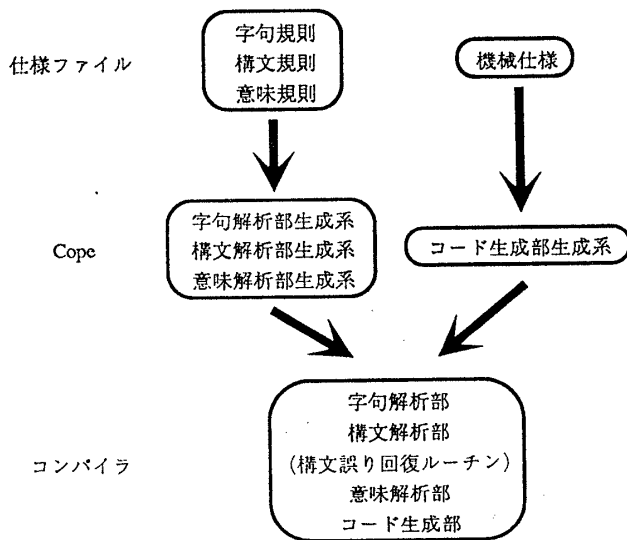 仕様ファイル
字句規則
構文規則
意味規則
機械仕様
Cope
字句解析部生成系
構文解析部生成系
意味解析部生成系
コード生成部生成系
コンパイラ
字句解析部
構文解析部
(構文誤り回復ルーチン)
意味解析部
コード生成部